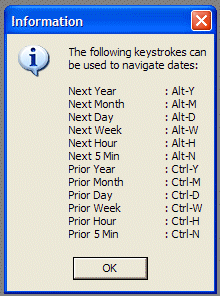 Information
The following keystrokes can
be used to navigate dates:
Next Year : Alt-Y
Next Month : Alt-M
Next Day : Alt-D
Next Week : Alt-W
Next Hour : Alt-H
Next 5 Min : Alt-N
Prior Year : Ctrl-Y
Prior Month : Ctrl-M
Prior Day : Ctrl-D
Prior Week : Ctrl-W
Prior Hour : Ctrl-H
Prior 5 Min : Ctrl-N
OK